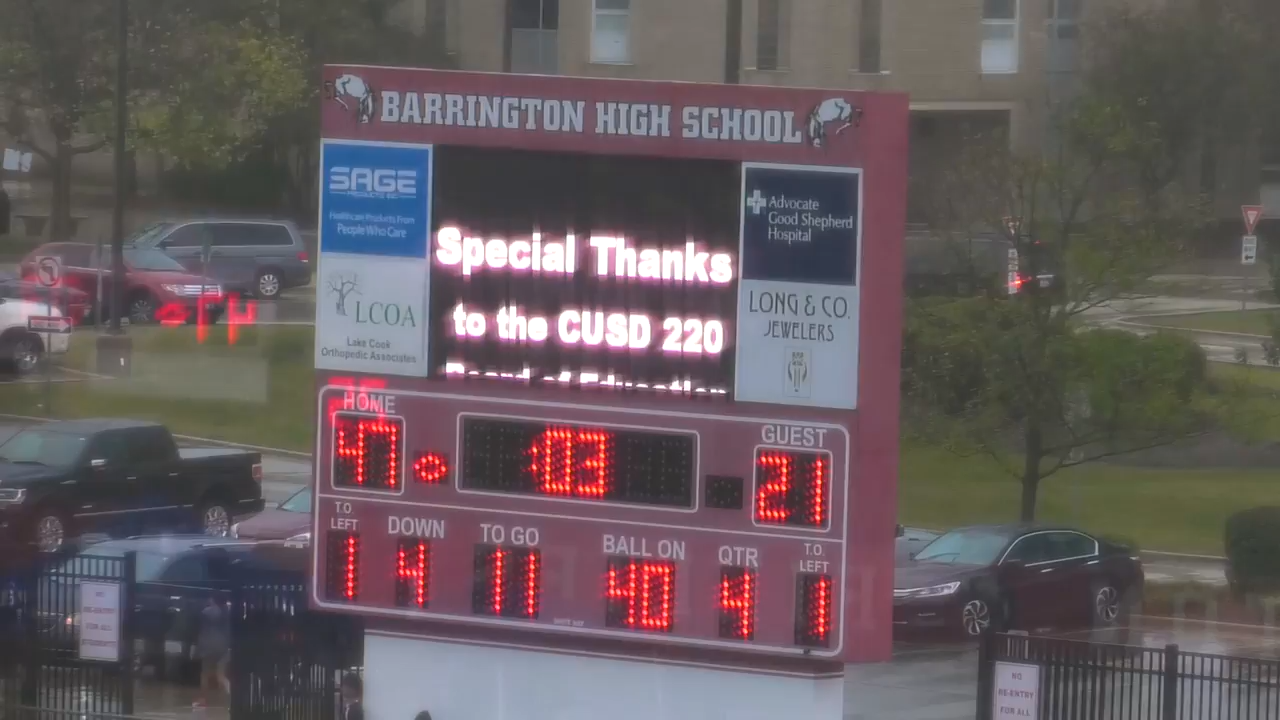 BARRINGTON HIGH SCHOOL
SAGE
PRODUCTS INC
Healthcare Products From
People Who Care
Advocate
Good Shepherd
Hospital
Special Thanks
to the CUSD 220
Board of Education
LCOA
Lake Cook
Orthopedic Associates
LONG & CO.
JEWELERS
HOME
GUEST
47 :03 21
T.O.
LEFT
DOWN
TO GO
BALL ON
QTR
T.O.
LEFT
1 4 11 40 4 1
NO
RE-ENTRY
FOR ALL
NO
RE-ENTRY
FOR ALL